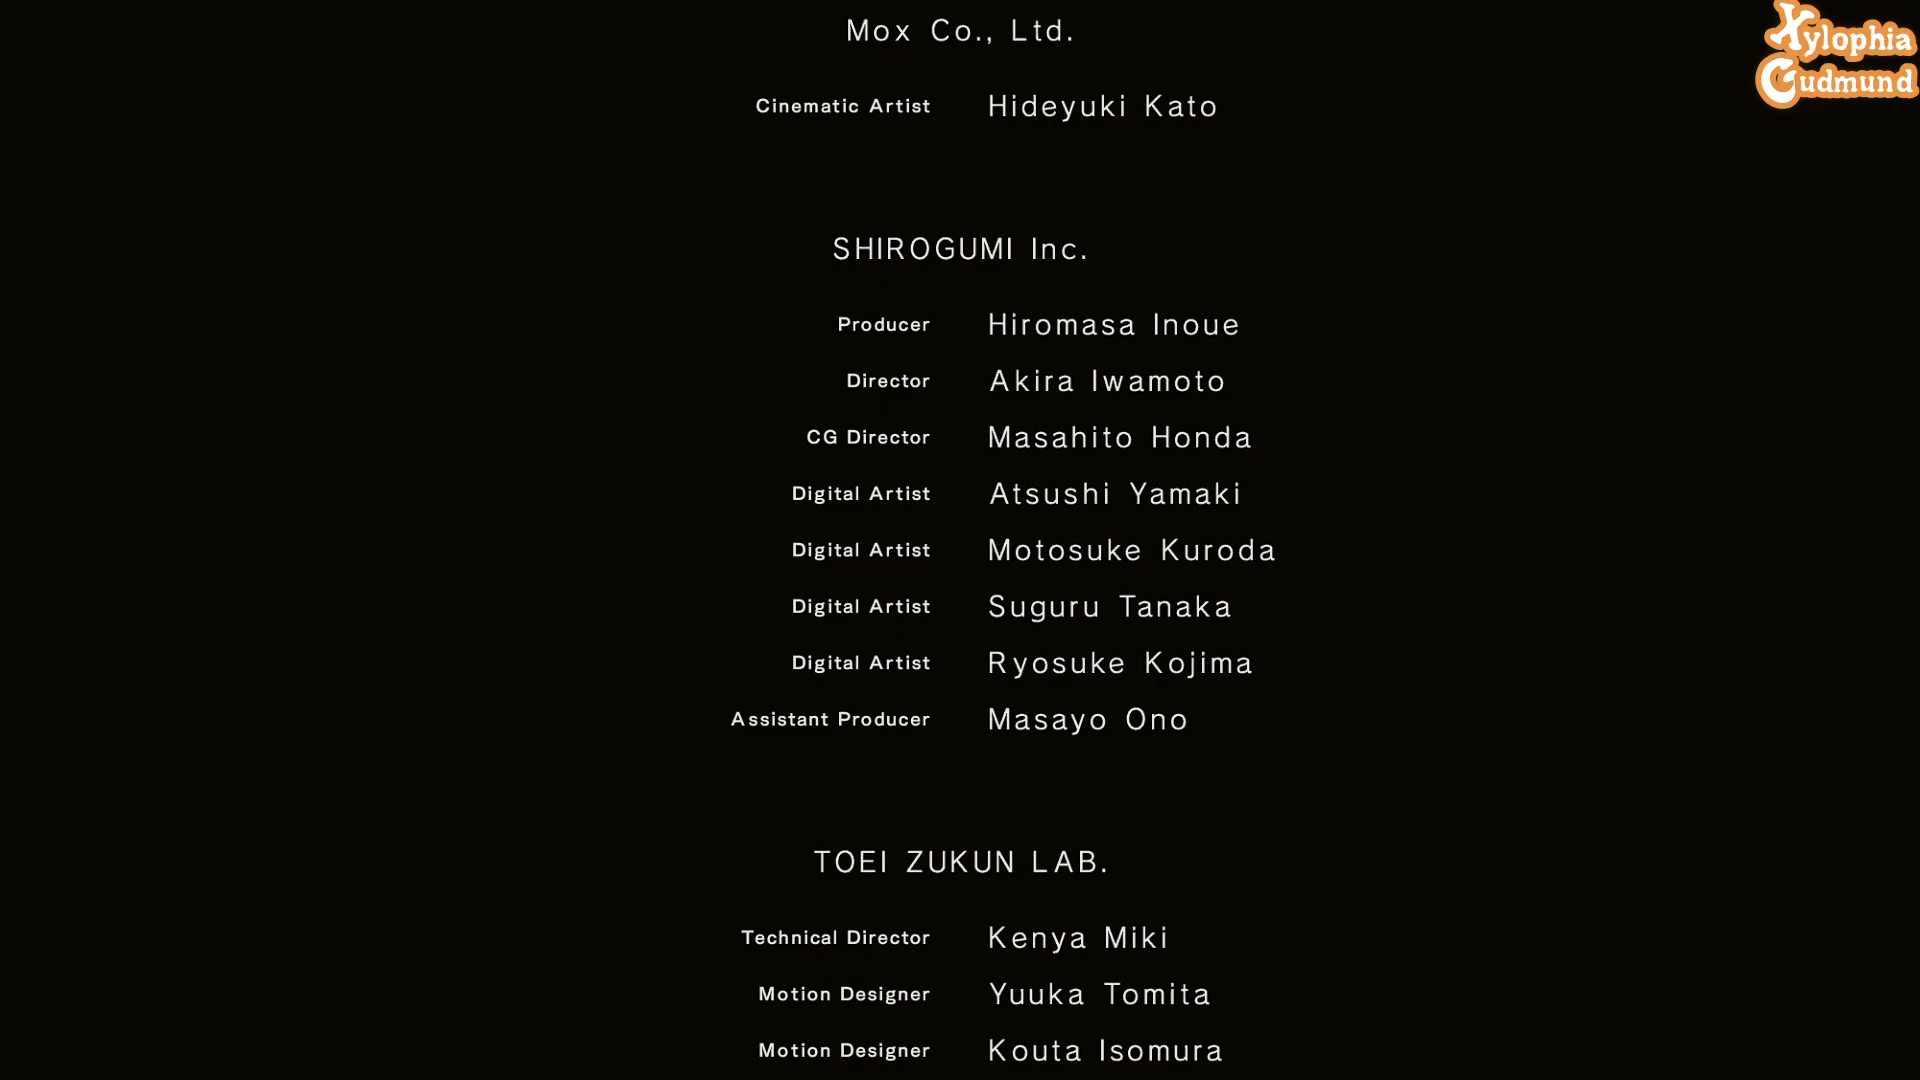 Mox Co., Ltd.
Xylophia
Gudmund
Cinematic Artist Hideyuki Kato
SHIROGUMI Inc.
Producer Hiromasa Inoue
Director Akira Iwamoto
CG Director Masahito Honda
Digital Artist Atsushi Yamaki
Digital Artist Motosuke Kuroda
Digital Artist Suguru Tanaka
Digital Artist Ryosuke Kojima
Assistant Producer Masayo Ono
TOEI ZUKUN LAB.
Technical Director Kenya Miki
Motion Designer Yuuka Tomita
Motion Designer Kouta Isomura